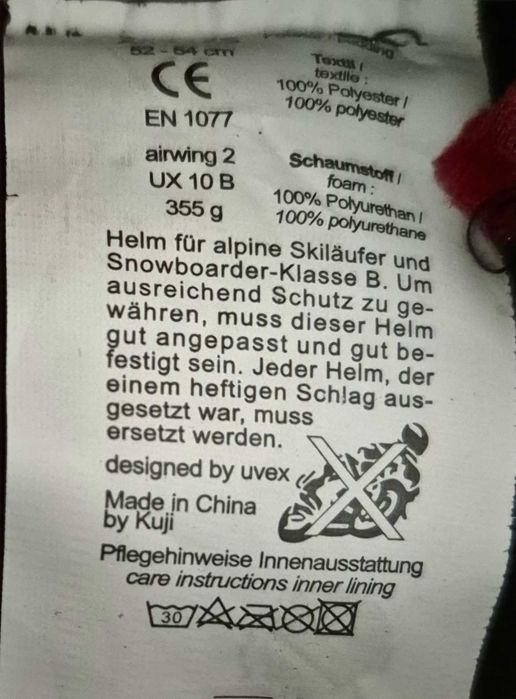 52 - 54 cm
CE
EN 1077
airwing 2
UX 10 B
355 g
padding
Textil /
textile :
100% Polyester /
100% polyester
Schaumstoff /
foam :
100% Polyurethan /
100% polyurethane
Helm für alpine Skiläufer und
Snowboarder-Klasse B. Um
ausreichend Schutz zu ge-
währen, muss dieser Helm
gut angepasst und gut be-
festigt sein. Jeder Helm, der
einem heftigen Schlag aus-
gesetzt war, muss
ersetzt werden.
designed by uvex
Made in China
by Kuji
Pflegehinweise Innenausstattung
care instructions inner lining
30